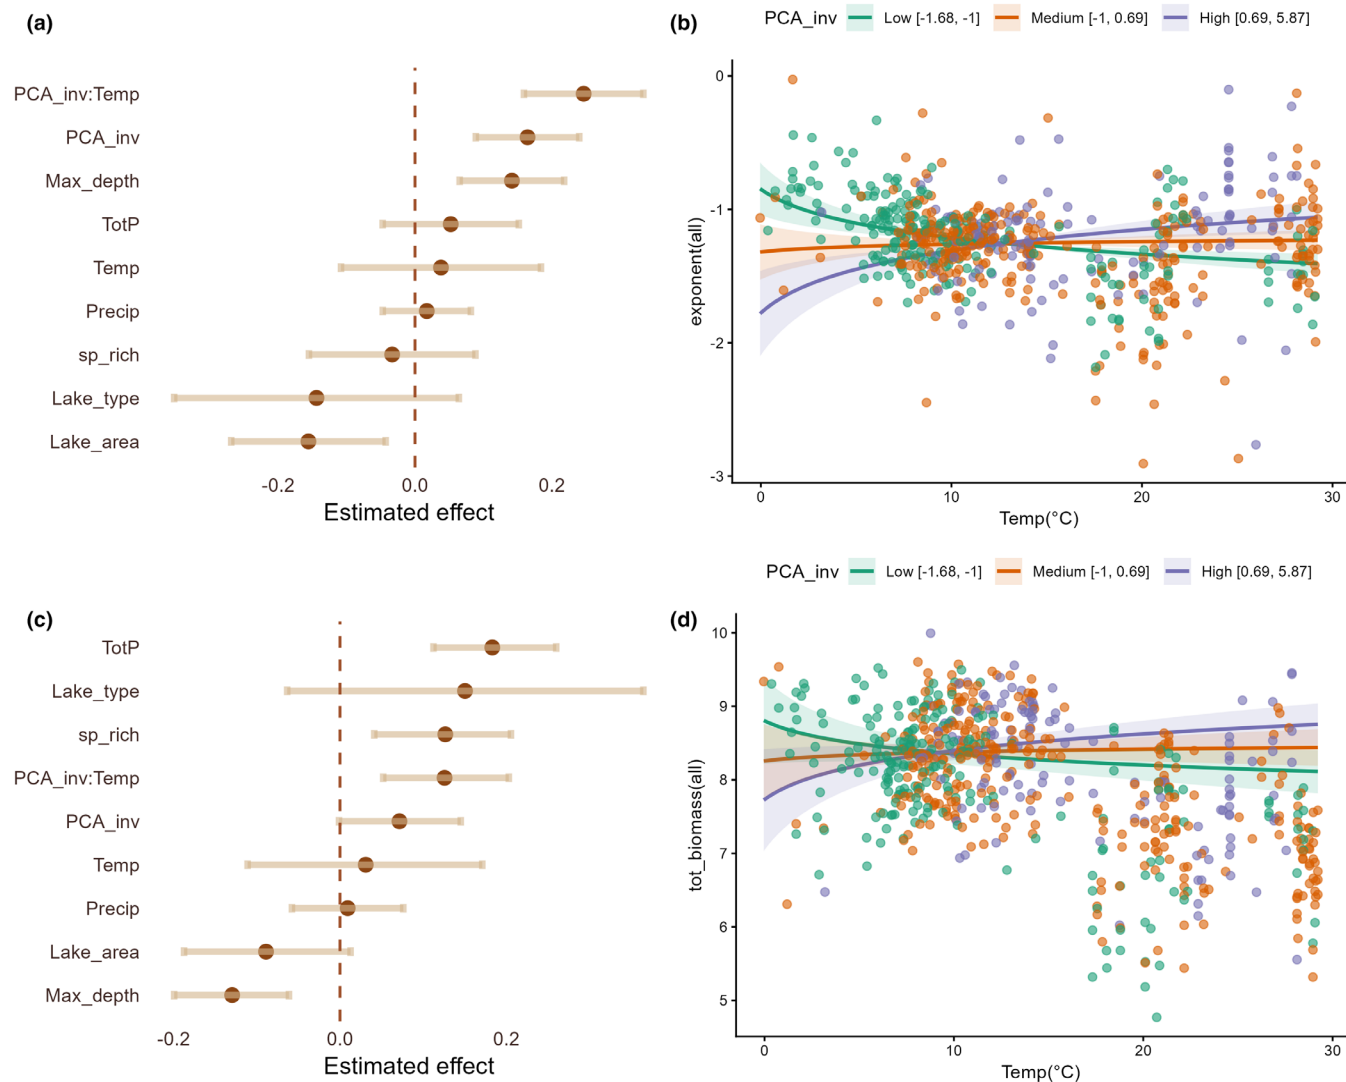 (a)
PCA_inv:Temp
PCA_inv
Max_depth
TotP
Temp
Precip
sp_rich
Lake_type
Lake_area
-0.2 0.0 0.2
Estimated effect
(b)
PCA_inv Low [-1.68, -1] Medium [-1, 0.69] High [0.69, 5.87]
exponent(all)
0
-1
-2
-3
0 10 20 30
Temp(°C)
(c)
TotP
Lake_type
sp_rich
PCA_inv:Temp
PCA_inv
Temp
Precip
Lake_area
Max_depth
-0.2 0.0 0.2
Estimated effect
(d)
PCA_inv Low [-1.68, -1] Medium [-1, 0.69] High [0.69, 5.87]
tot_biomass(all)
10
9
8
7
6
5
0 10 20 30
Temp(°C)